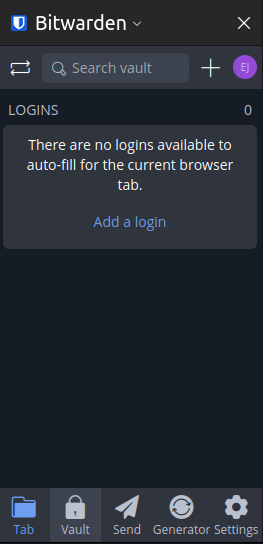 Bitwarden
Search vault
EJ
LOGINS 0
There are no logins available to
auto-fill for the current browser
tab.
Add a login
Tab Vault Send Generator Settings